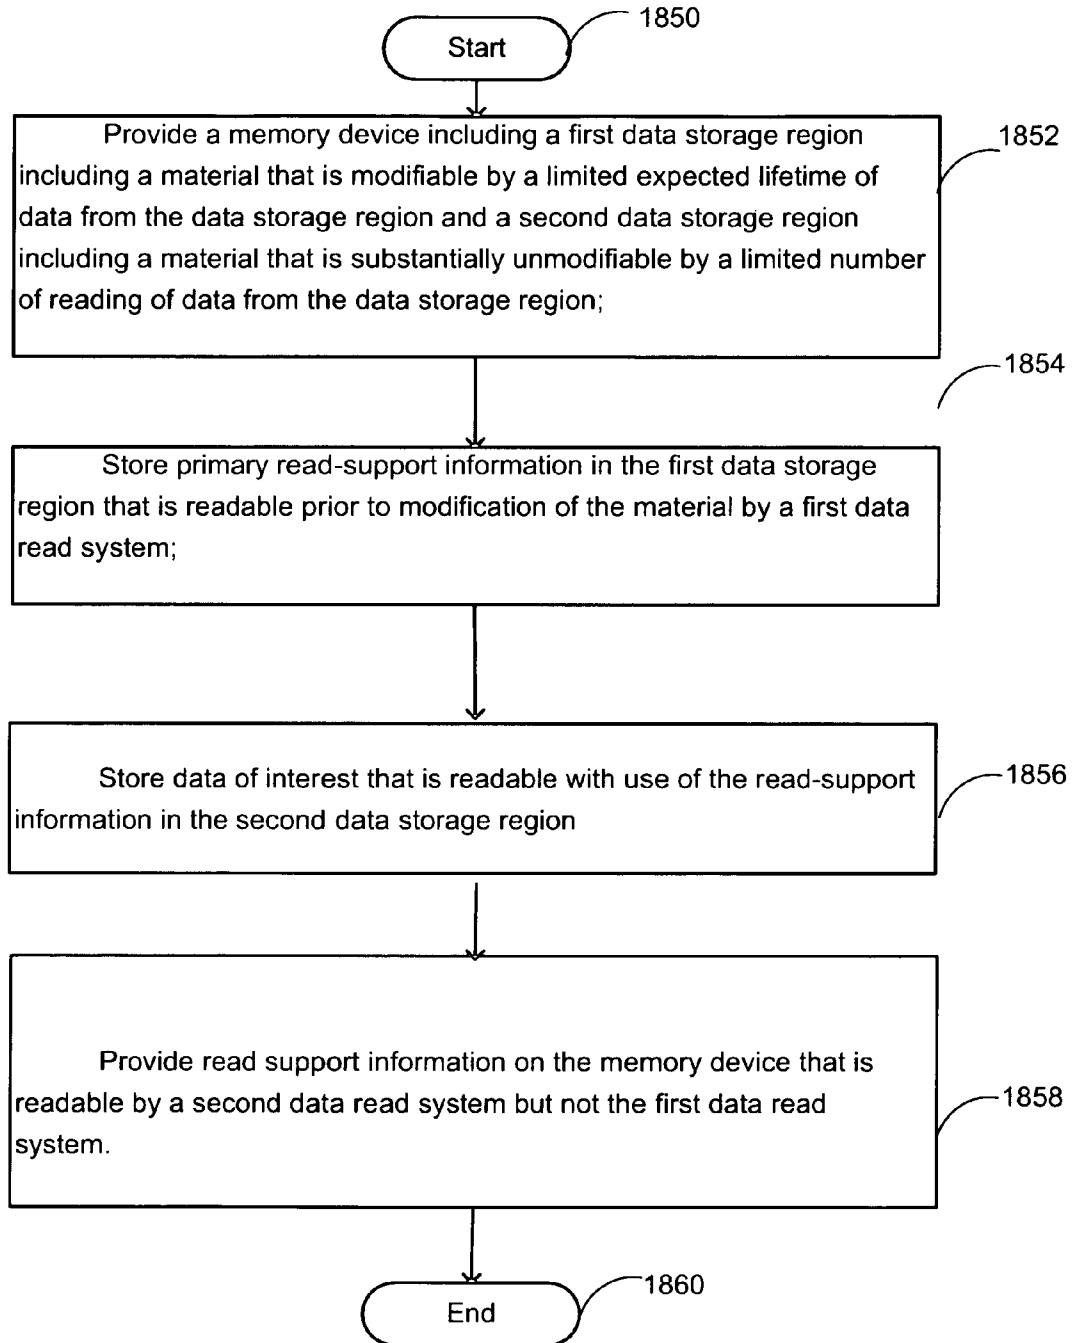 1850
Start
1852
Provide a memory device including a first data storage region
including a material that is modifiable by a limited expected lifetime of
data from the data storage region and a second data storage region
including a material that is substantially unmodifiable by a limited number
of reading of data from the data storage region;
1854
Store primary read-support information in the first data storage
region that is readable prior to modification of the material by a first data
read system;
1856
Store data of interest that is readable with use of the read-support
information in the second data storage region
Provide read support information on the memory device that is
readable by a second data read system but not the first data read
system.
1858
1860
End